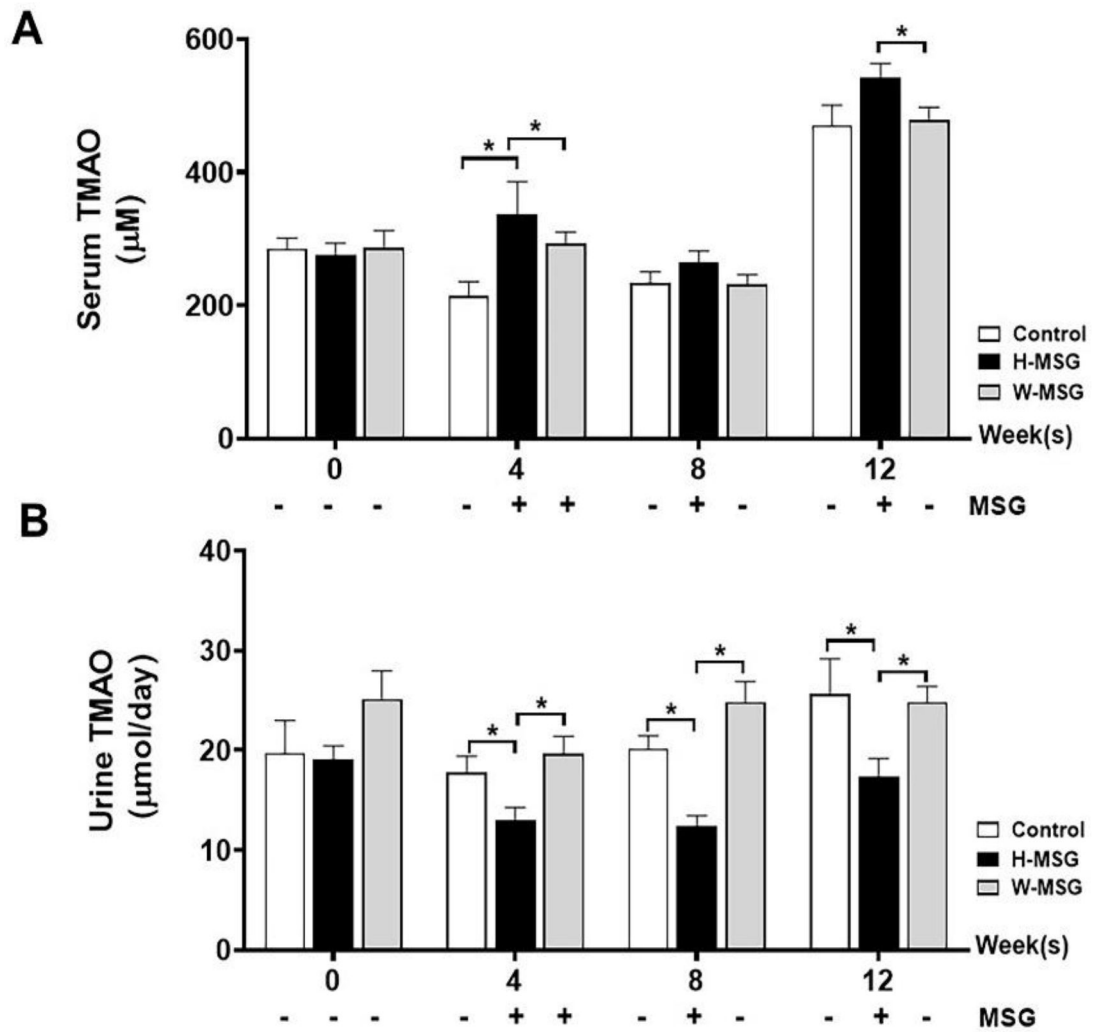 A
600
*
*
*
400
Serum TMAO
(μM)
200
Control
H-MSG
W-MSG
0
Week(s)
0 4 8 12
- - - - + + - + - - + - MSG
B
40
30
*
*
*
*
*
*
Urine TMAO
(μmol/day)
20
10
Control
H-MSG
W-MSG
0
Week(s)
0 4 8 12
- - - - + + - + - - + - MSG